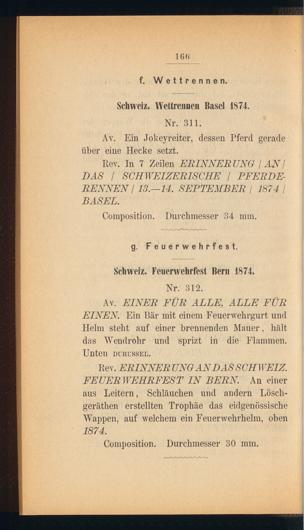 166
f. Wettrennen.
Schweiz. Wettrennen Basel 1874.
Nr. 311.
Av. Ein Jokeyreiter, dessen Pferd gerade
über eine Hecke setzt.
Rev. In 7 Zeilen ERINNERUNG | AN |
DAS | SCHWEIZERISCHE | PFERDE-
RENNEN | 13.—14. SEPTEMBER | 1874 |
BASEL.
Composition. Durchmesser 34 mm.
g. Feuerwehrfest.
Schweiz. Feuerwehrfest Bern 1874.
Nr. 312.
Av. EINER FÜR ALLE, ALLE FÜR
EINEN. Ein Bär mit einem Feuerwehrgurt und
Helm steht auf einer brennenden Mauer, hält
das Wendrohr und sprizt in die Flammen.
Unten DURUSSEL.
Rev. ERINNERUNG AN DAS SCHWEIZ.
FEUERWEHRFEST IN BERN. An einer
aus Leitern, Schläuchen und andern Lösch-
geräthen erstellten Trophäe das eidgenössische
Wappen, auf welchem ein Feuerwehrhelm, oben
1874.
Composition. Durchmesser 30 mm.